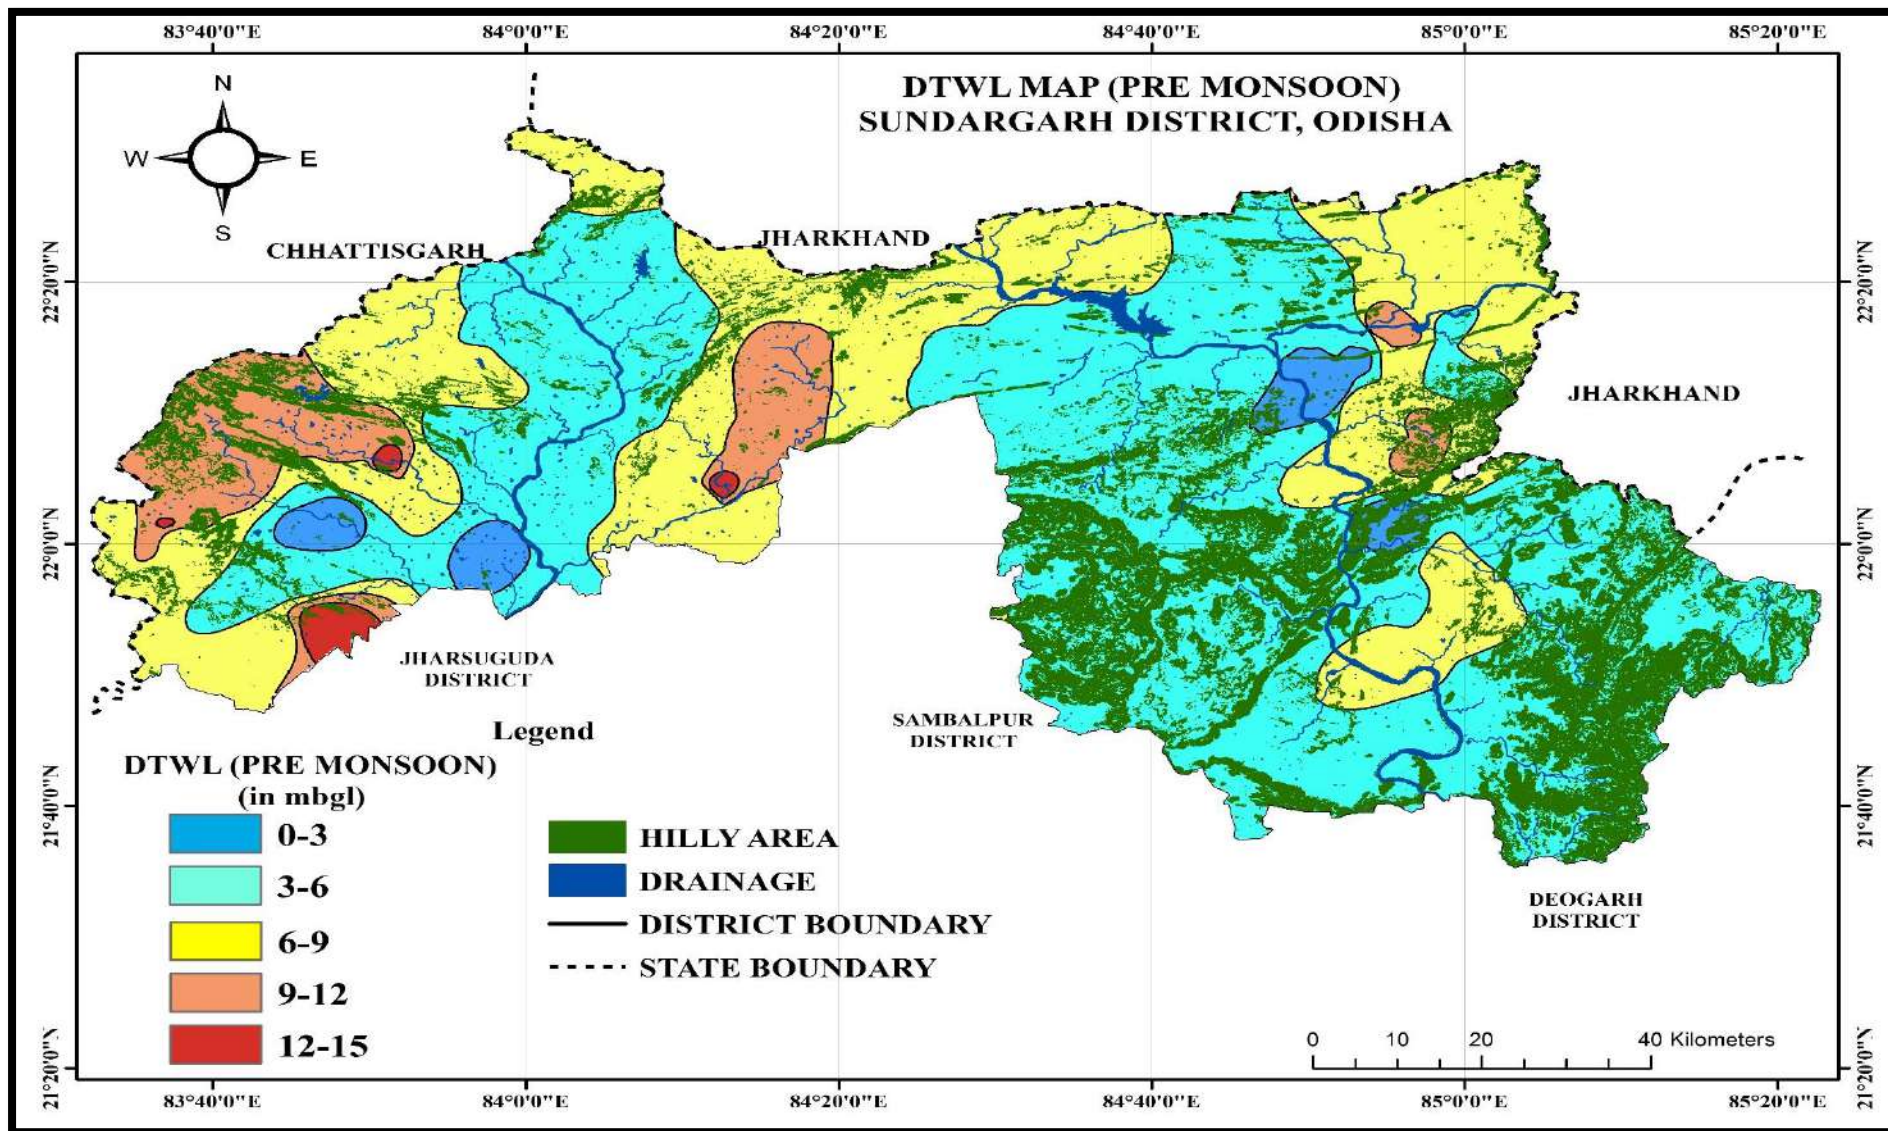 83°40'0"E 84°0'0"E 84°20'0"E 84°40'0"E 85°0'0"E 85°20'0"E
DTWL MAP (PRE MONSOON)
SUNDARGARH DISTRICT, ODISHA
N
W E
S
CHHATTISGARH
JHARKHAND
22°20'0"N 22°20'0"N
JHARKHAND
22°0'0"N 22°0'0"N
JHARSUGUDA
DISTRICT
SAMBALPUR
DISTRICT
Legend
DTWL (PRE MONSOON)
(in mbgl)
0-3
3-6
6-9
9-12
12-15
HILLY AREA
DRAINAGE
DISTRICT BOUNDARY
STATE BOUNDARY
21°40'0"N 21°40'0"N
DEOGARH
DISTRICT
0 10 20 40 Kilometers
21°20'0"N 21°20'0"N
83°40'0"E 84°0'0"E 84°20'0"E 84°40'0"E 85°0'0"E 85°20'0"E